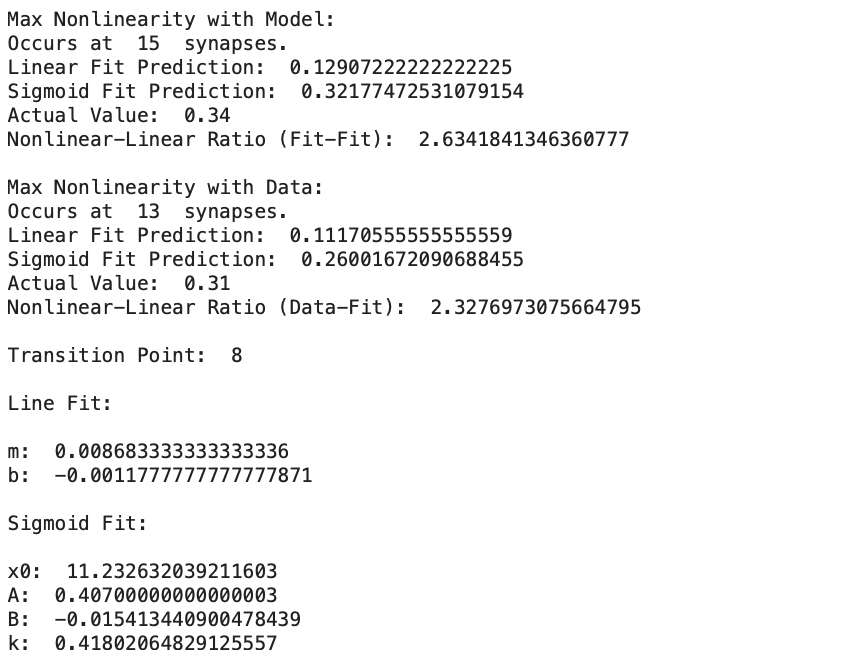 Max Nonlinearity with Model:
Occurs at  15  synapses.
Linear Fit Prediction:  0.12907222222222225
Sigmoid Fit Prediction:  0.32177472531079154
Actual Value:  0.34
Nonlinear-Linear Ratio (Fit-Fit):  2.6341841346360777
Max Nonlinearity with Data:
Occurs at  13  synapses.
Linear Fit Prediction:  0.11170555555555559
Sigmoid Fit Prediction:  0.26001672090688455
Actual Value:  0.31
Nonlinear-Linear Ratio (Data-Fit):  2.3276973075664795
Transition Point:  8
Line Fit:
m:  0.008683333333333336
b:  -0.0011777777777777871
Sigmoid Fit:
x0:  11.232632039211603
A:  0.40700000000000003
B:  -0.015413440900478439
k:  0.41802064829125557